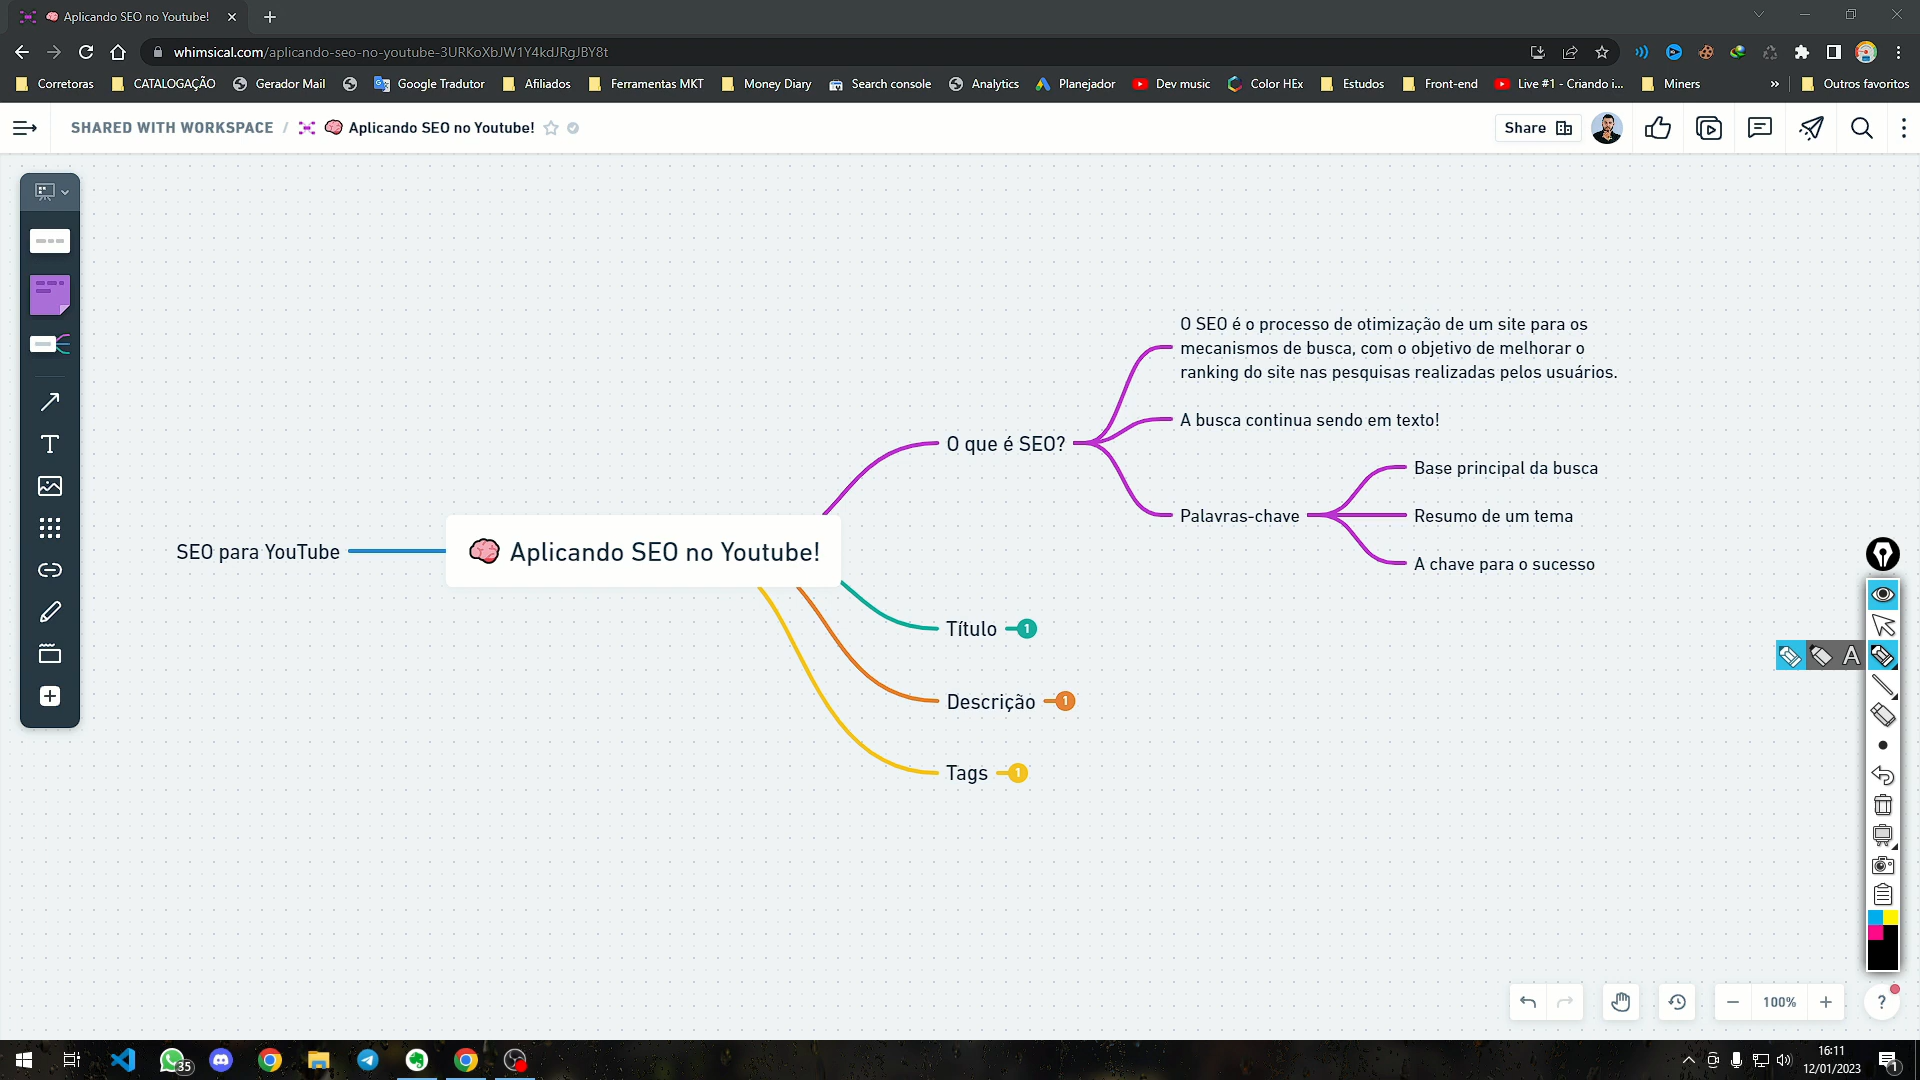 Aplicando SEO no Youtube!
whimsical.com/aplicando-seo-no-youtube-3URKoXbJW1Y4kdJRgJBY8t
Corretoras
CATALOGAÇÃO
Gerador Mail
Google Tradutor
Afiliados
Ferramentas MKT
Money Diary
Search console
Analytics
Planejador
Dev music
Color HEx
Estudos
Front-end
Live #1 - Criando i...
Miners
»
Outros favoritos
SHARED WITH WORKSPACE / Aplicando SEO no Youtube!
Share
O SEO é o processo de otimização de um site para os
mecanismos de busca, com o objetivo de melhorar o
ranking do site nas pesquisas realizadas pelos usuários.
A busca continua sendo em texto!
O que é SEO?
Base principal da busca
Palavras-chave
Resumo de um tema
A chave para o sucesso
SEO para YouTube
Aplicando SEO no Youtube!
Título 1
Descrição 1
Tags 1
A
100%
?
35
16:11
12/01/2023
1